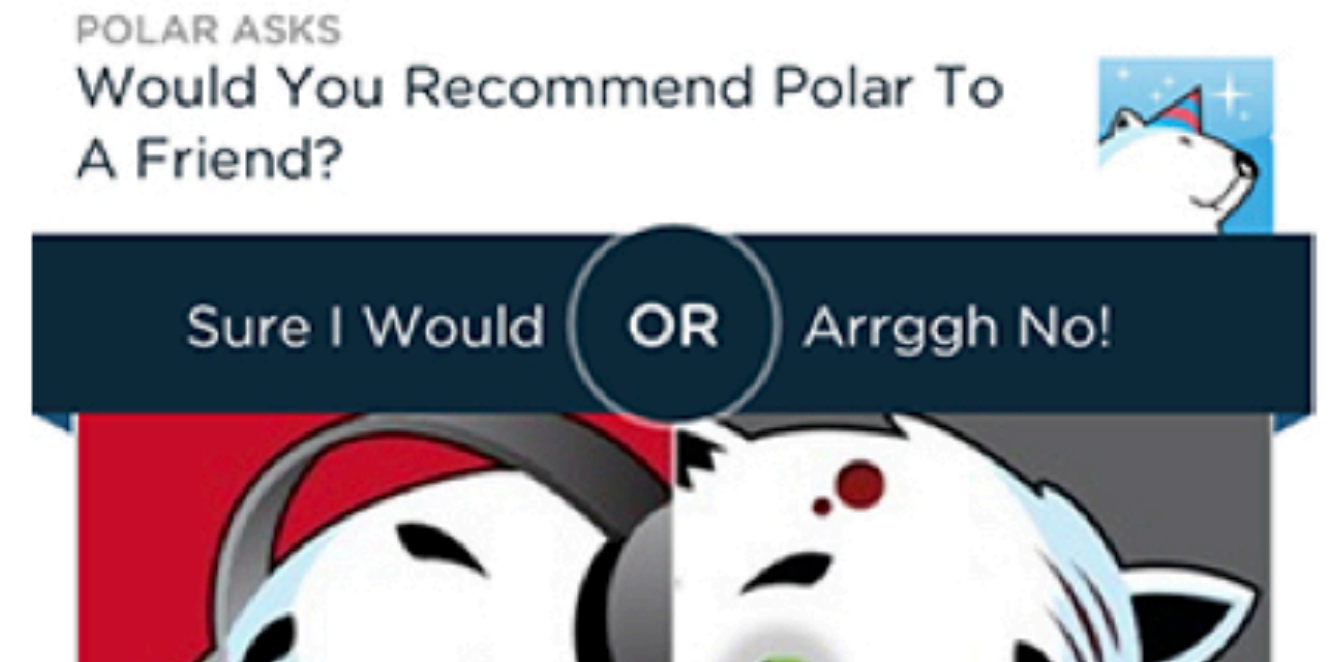 POLAR ASKS
Would You Recommend Polar To
A Friend?
Sure I Would OR Arrggh No!